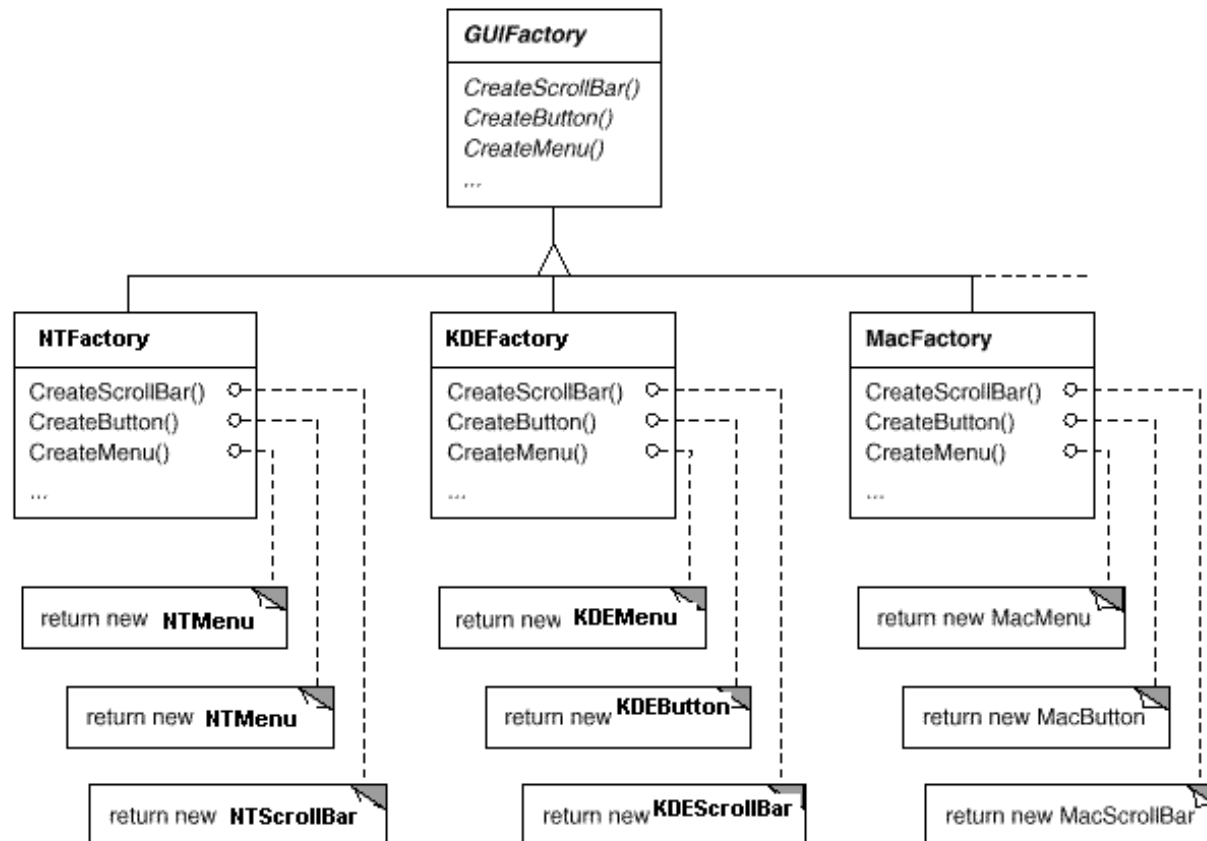 GUIFactory
CreateScrollBar()
CreateButton()
CreateMenu()
...
NTFactory
CreateScrollBar()
CreateButton()
CreateMenu()
...
return new NTMenu
return new NTMenu
return new NTScrollBar
KDEFactory
CreateScrollBar()
CreateButton()
CreateMenu()
...
return new KDEMenu
return new KDEButton
return new KDEScrollBar
MacFactory
CreateScrollBar()
CreateButton()
CreateMenu()
...
return new MacMenu
return new MacButton
return new MacScrollBar